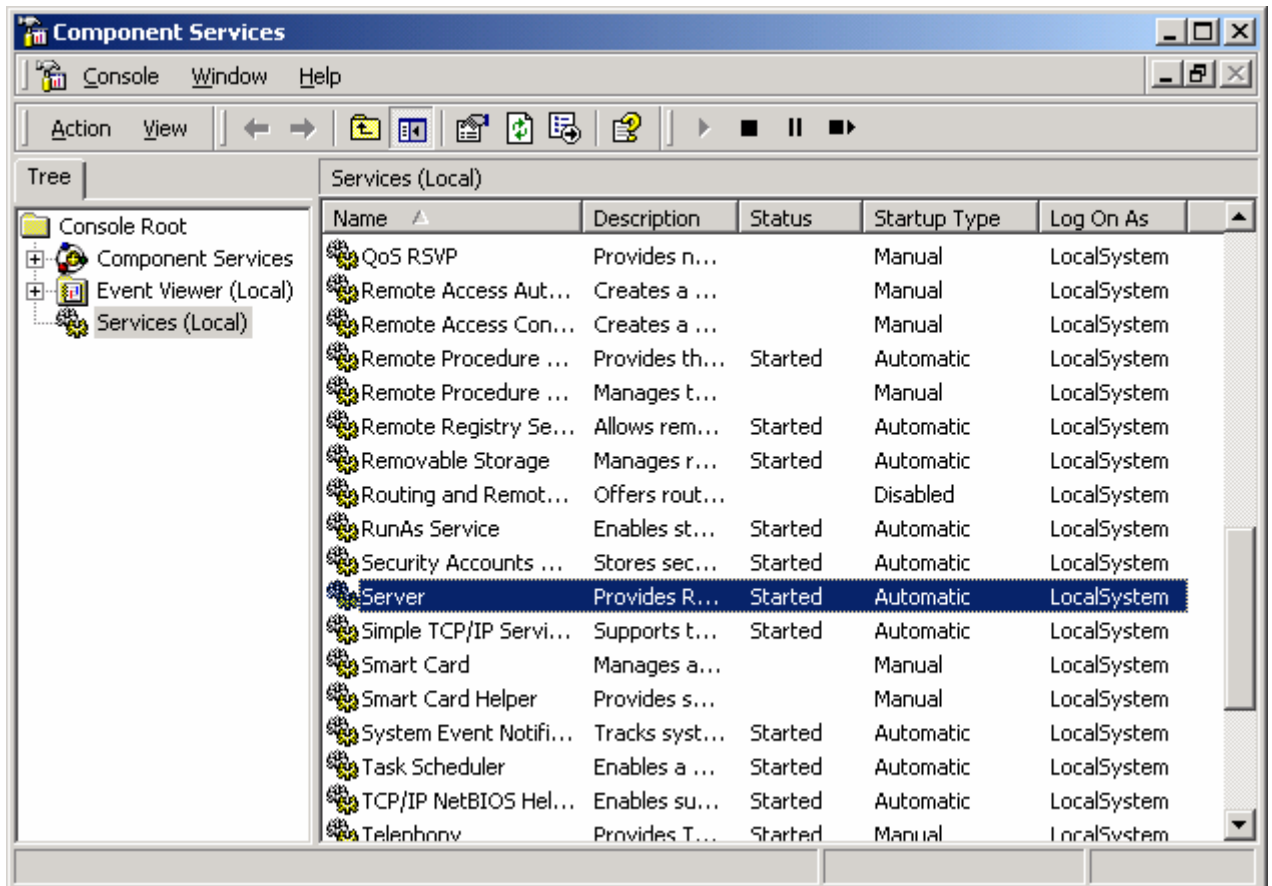 Component Services
Console Window Help
Action View
Tree
Services (Local)
Console Root
Component Services
Event Viewer (Local)
Services (Local)
Name Description Status Startup Type Log On As
QoS RSVP Provides n... Manual LocalSystem
Remote Access Aut... Creates a ... Manual LocalSystem
Remote Access Con... Creates a ... Manual LocalSystem
Remote Procedure ... Provides th... Started Automatic LocalSystem
Remote Procedure ... Manages t... Manual LocalSystem
Remote Registry Se... Allows rem... Started Automatic LocalSystem
Removable Storage Manages r... Started Automatic LocalSystem
Routing and Remot... Offers rout... Disabled LocalSystem
RunAs Service Enables st... Started Automatic LocalSystem
Security Accounts ... Stores sec... Started Automatic LocalSystem
Server Provides R... Started Automatic LocalSystem
Simple TCP/IP Servi... Supports t... Started Automatic LocalSystem
Smart Card Manages a... Manual LocalSystem
Smart Card Helper Provides s... Manual LocalSystem
System Event Notifi... Tracks syst... Started Automatic LocalSystem
Task Scheduler Enables a ... Started Automatic LocalSystem
TCP/IP NetBIOS Hel... Enables su... Started Automatic LocalSystem
Telephony Provides T... Started Manual LocalSystem